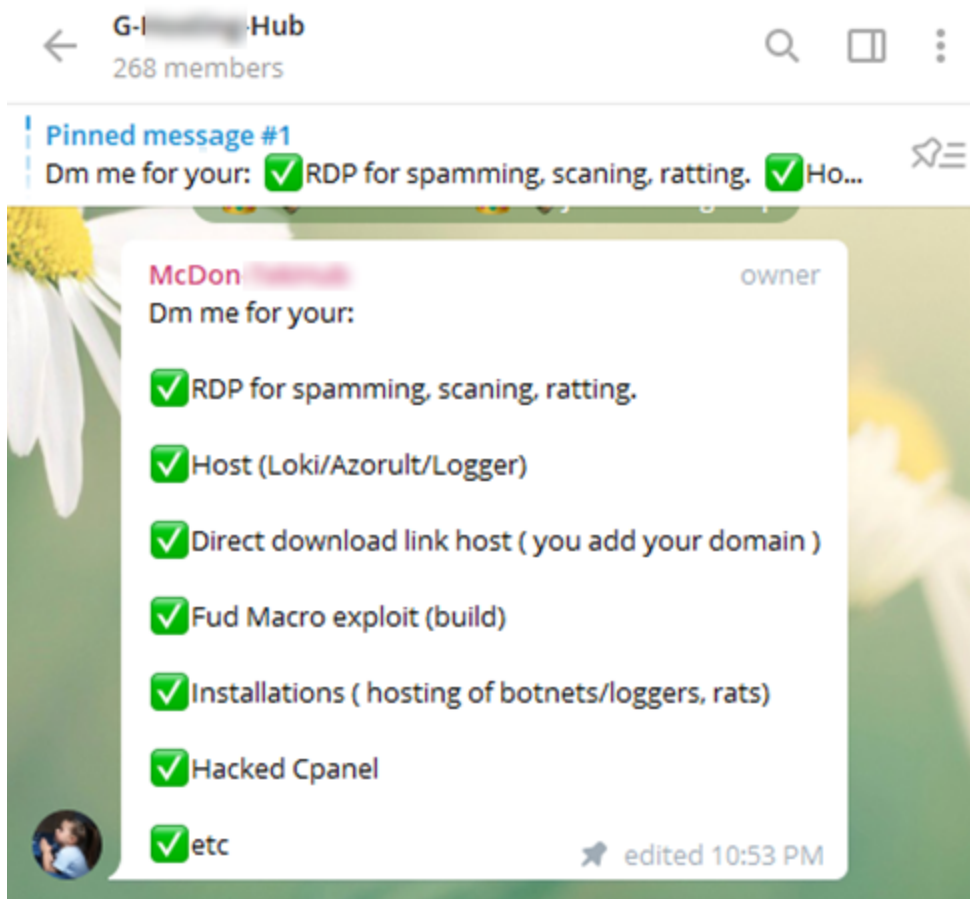 G- -Hub
268 members
Pinned message #1
Dm me for your: ✅RDP for spamming, scaning, ratting. ✅Ho...
McDon
owner
Dm me for your:
✅RDP for spamming, scaning, ratting.
✅Host (Loki/Azorult/Logger)
✅Direct download link host ( you add your domain )
✅Fud Macro exploit (build)
✅Installations ( hosting of botnets/loggers, rats)
✅Hacked Cpanel
✅etc
edited 10:53 PM